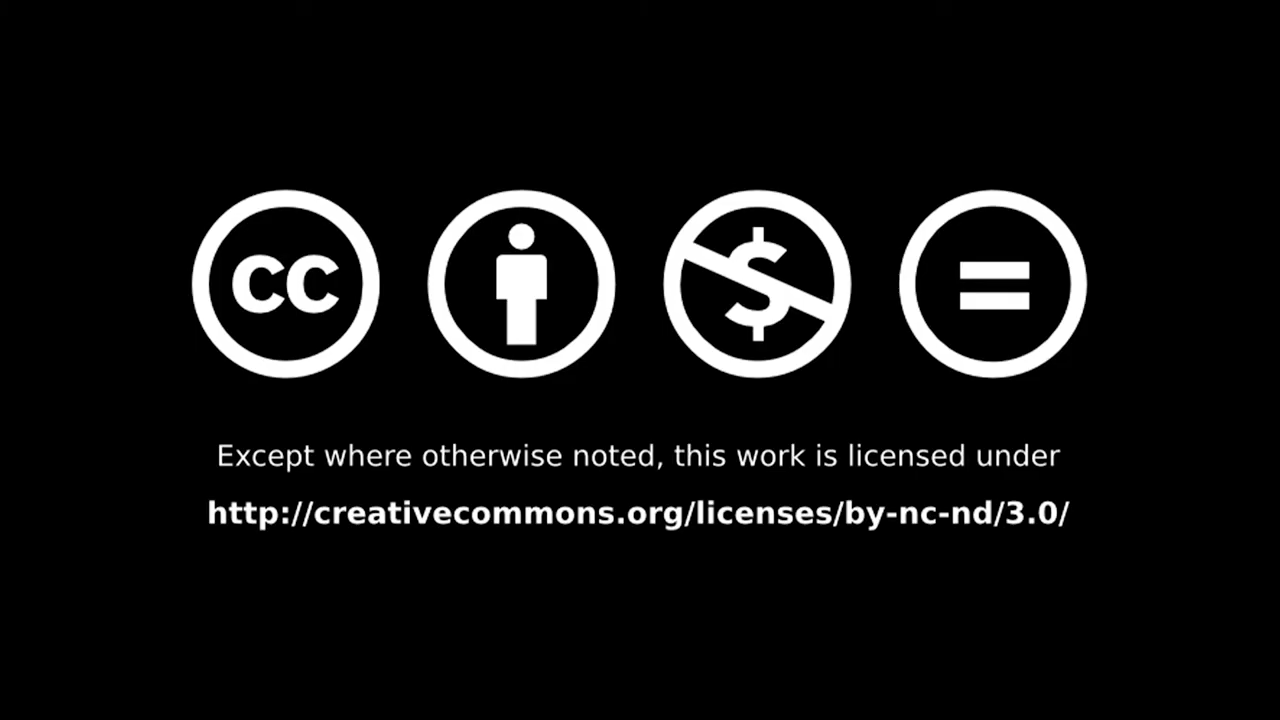 cc
$
=
Except where otherwise noted, this work is licensed under
http://creativecommons.org/licenses/by-nc-nd/3.0/